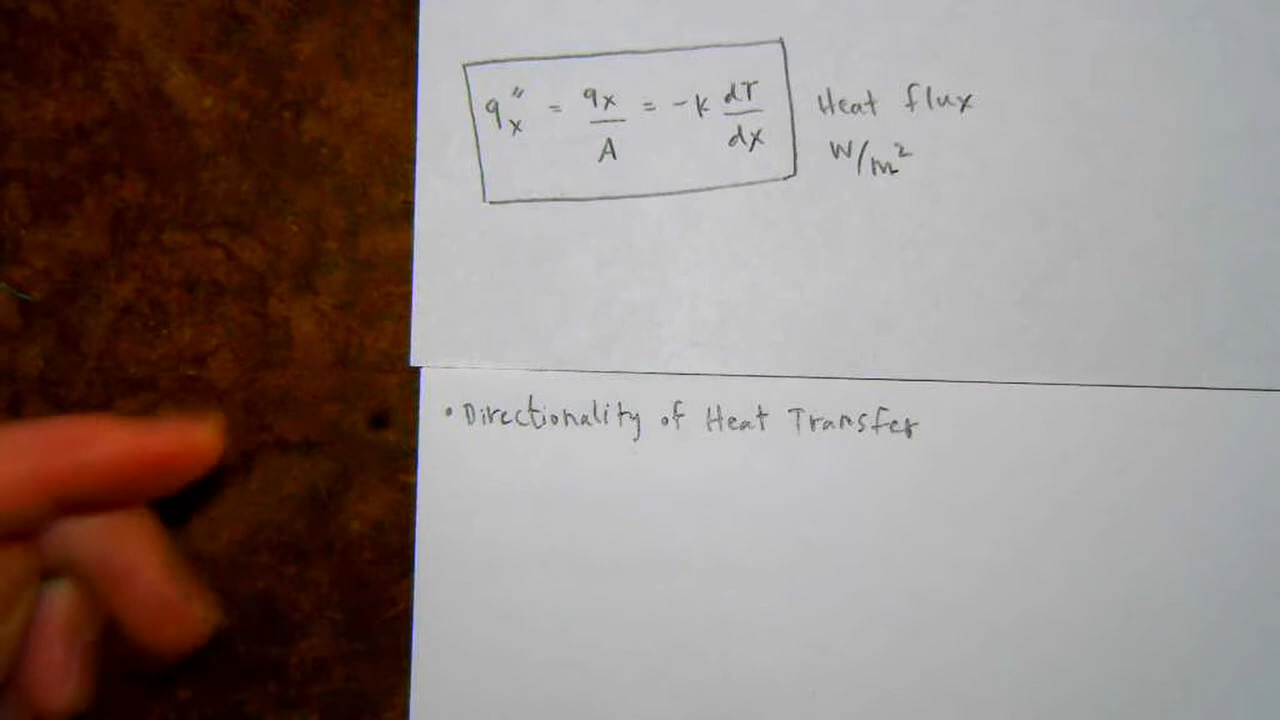 q″ₓ = qx/A = -k dT/dx Heat flux
W/m²
• Directionality of Heat Transfer